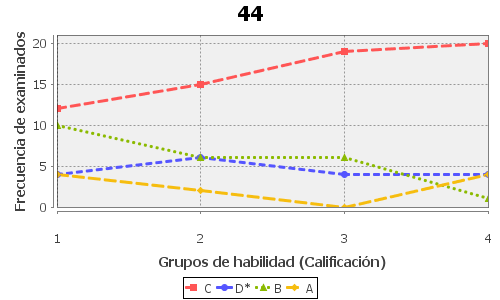 44
Frecuencia de examinados
20
15
10
5
0
1 2 3 4
Grupos de habilidad (Calificación)
C D* B A